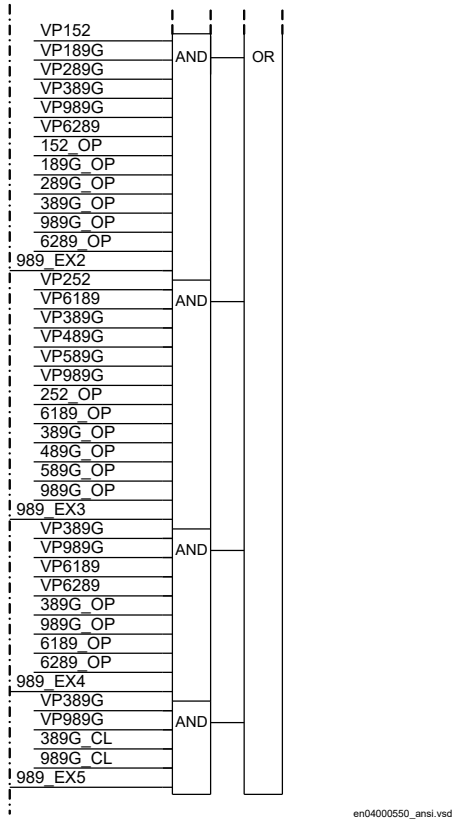 VP152
VP189G
AND OR
VP289G
VP389G
VP989G
VP6289
152_OP
189G_OP
289G_OP
389G_OP
989G_OP
6289_OP
989_EX2
VP252
VP6189
AND
VP389G
VP489G
VP589G
VP989G
252_OP
6189_OP
389G_OP
489G_OP
589G_OP
989G_OP
989_EX3
VP389G
VP989G
AND
VP6189
VP6289
389G_OP
989G_OP
6189_OP
6289_OP
989_EX4
VP389G
VP989G
AND
389G_CL
989G_CL
989_EX5
en04000550_ansi.vsd